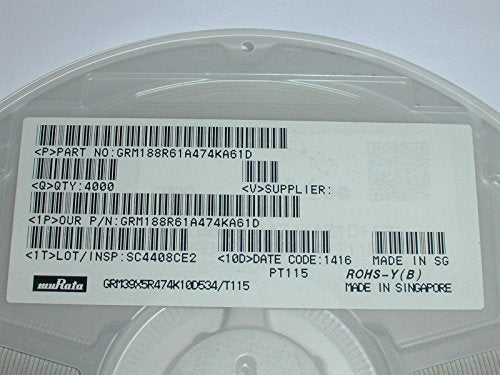 <P>PART NO:GRM188R61A474KA61D
<Q>QTY:4000
<V>SUPPLIER:
<1P>OUR P/N:GRM188R61A474KA61D
<1T>LOT/INSP:SC4408CE2 <10D>DATE CODE:1416 MADE IN SG
PT115 ROHS-Y(B)
muRata GRM39X5R474K10D534/T115 MADE IN SINGAPORE